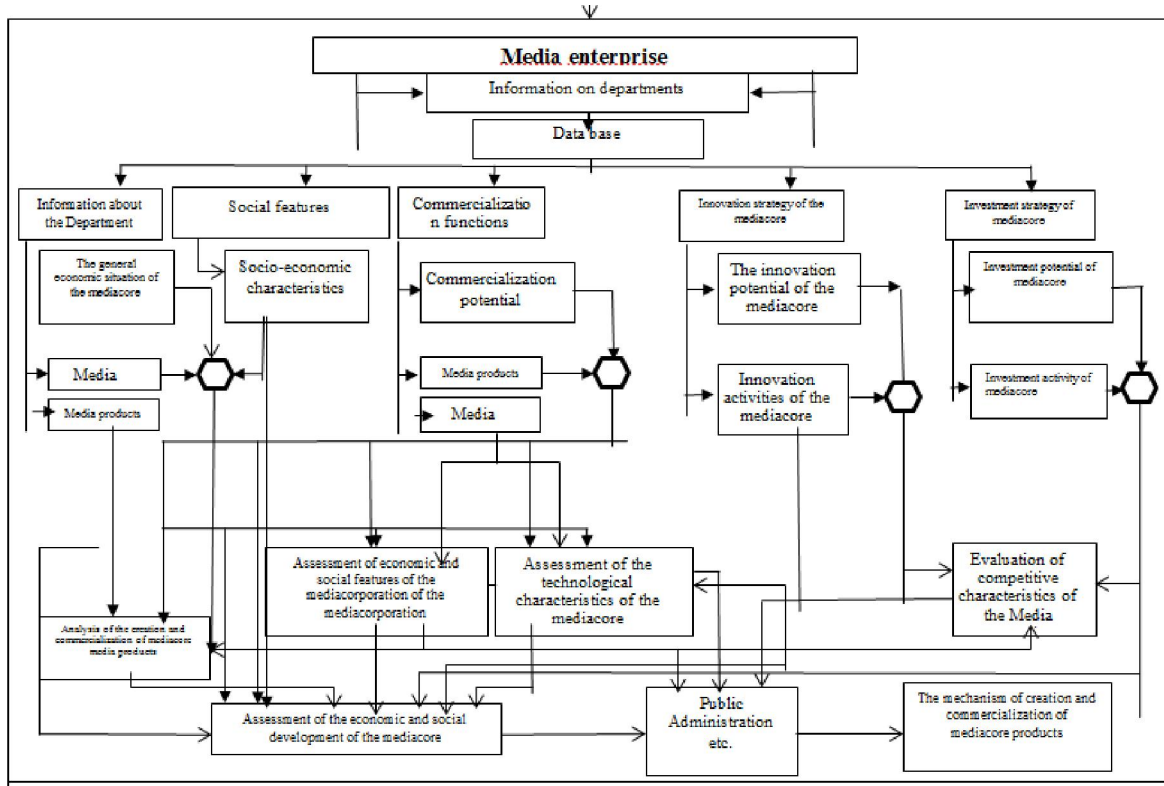 Media enterprise
Information on departments
Data base
Information about
the Department
Social features
Commercializatio
n functions
Innovation strategy of the
mediacore
Investment strategy of
mediacore
The general
economic situation of
the mediacore
Socio-economic
characteristics
Commercialization
potential
The innovation
potential of the
mediacore
Investment potential of
mediacore
Media
Media products
Media products
Media
Innovation
activities of the
mediacore
Investment activity of
mediacore
Assessment of economic and
social features of the
mediacorporation of the
mediacorporation
Assessment of the
technological
characteristics of the
mediacore
Evaluation of
competitive
characteristics of
the Media
Analysis of the creation and
commercialization of mediacore
media products
Assessment of the economic and social
development of the mediacore
Public
Administration
etc.
The mechanism of creation and
commercialization of
mediacore products